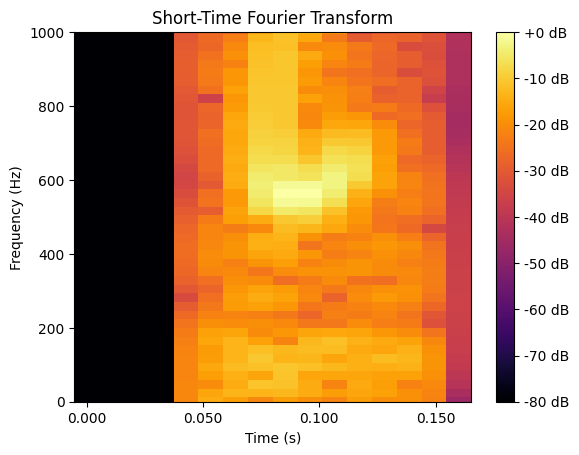 Short-Time Fourier Transform
1000
800
600
400
200
0
Frequency (Hz)
0.000
0.050
0.100
0.150
Time (s)
+0 dB
-10 dB
-20 dB
-30 dB
-40 dB
-50 dB
-60 dB
-70 dB
-80 dB